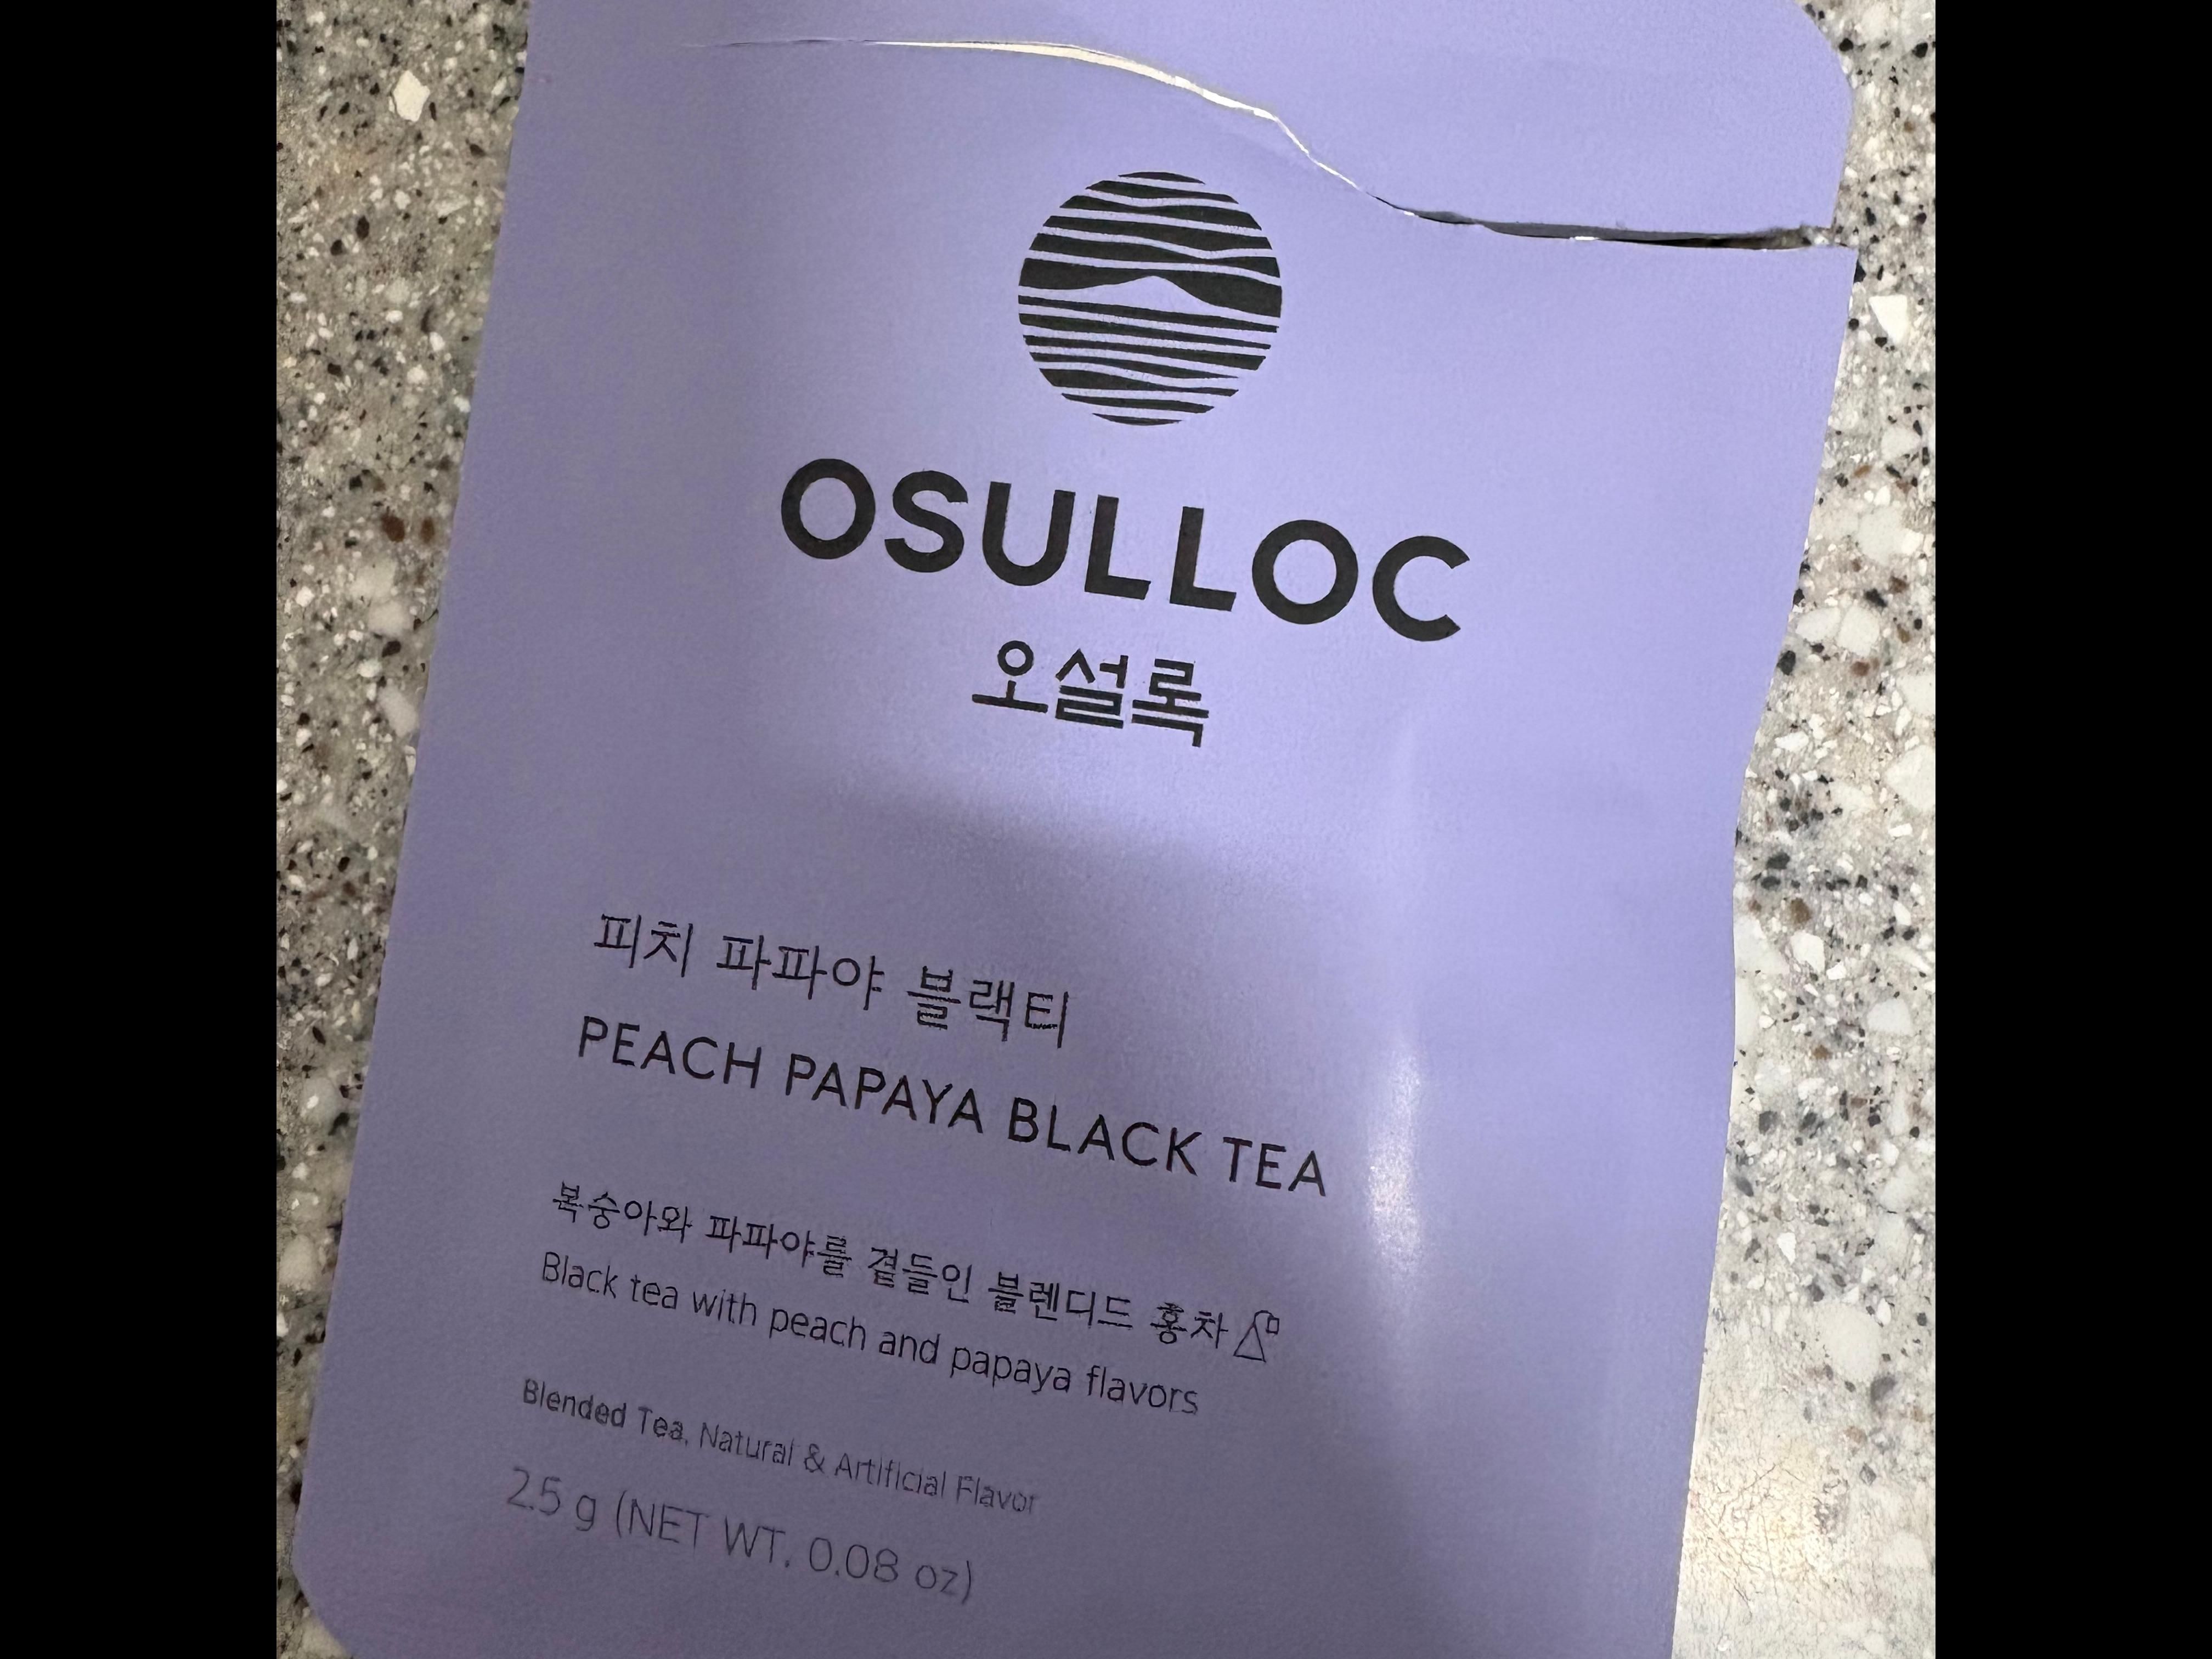 OSULLOC
오설록
피치 파파야 블랙티
PEACH PAPAYA BLACK TEA
복숭아와 파파야를 곁들인 블렌디드 홍차
Black tea with peach and papaya flavors
Blended Tea, Natural & Artificial Flavor
2.5 g (NET WT. 0.08 oz)